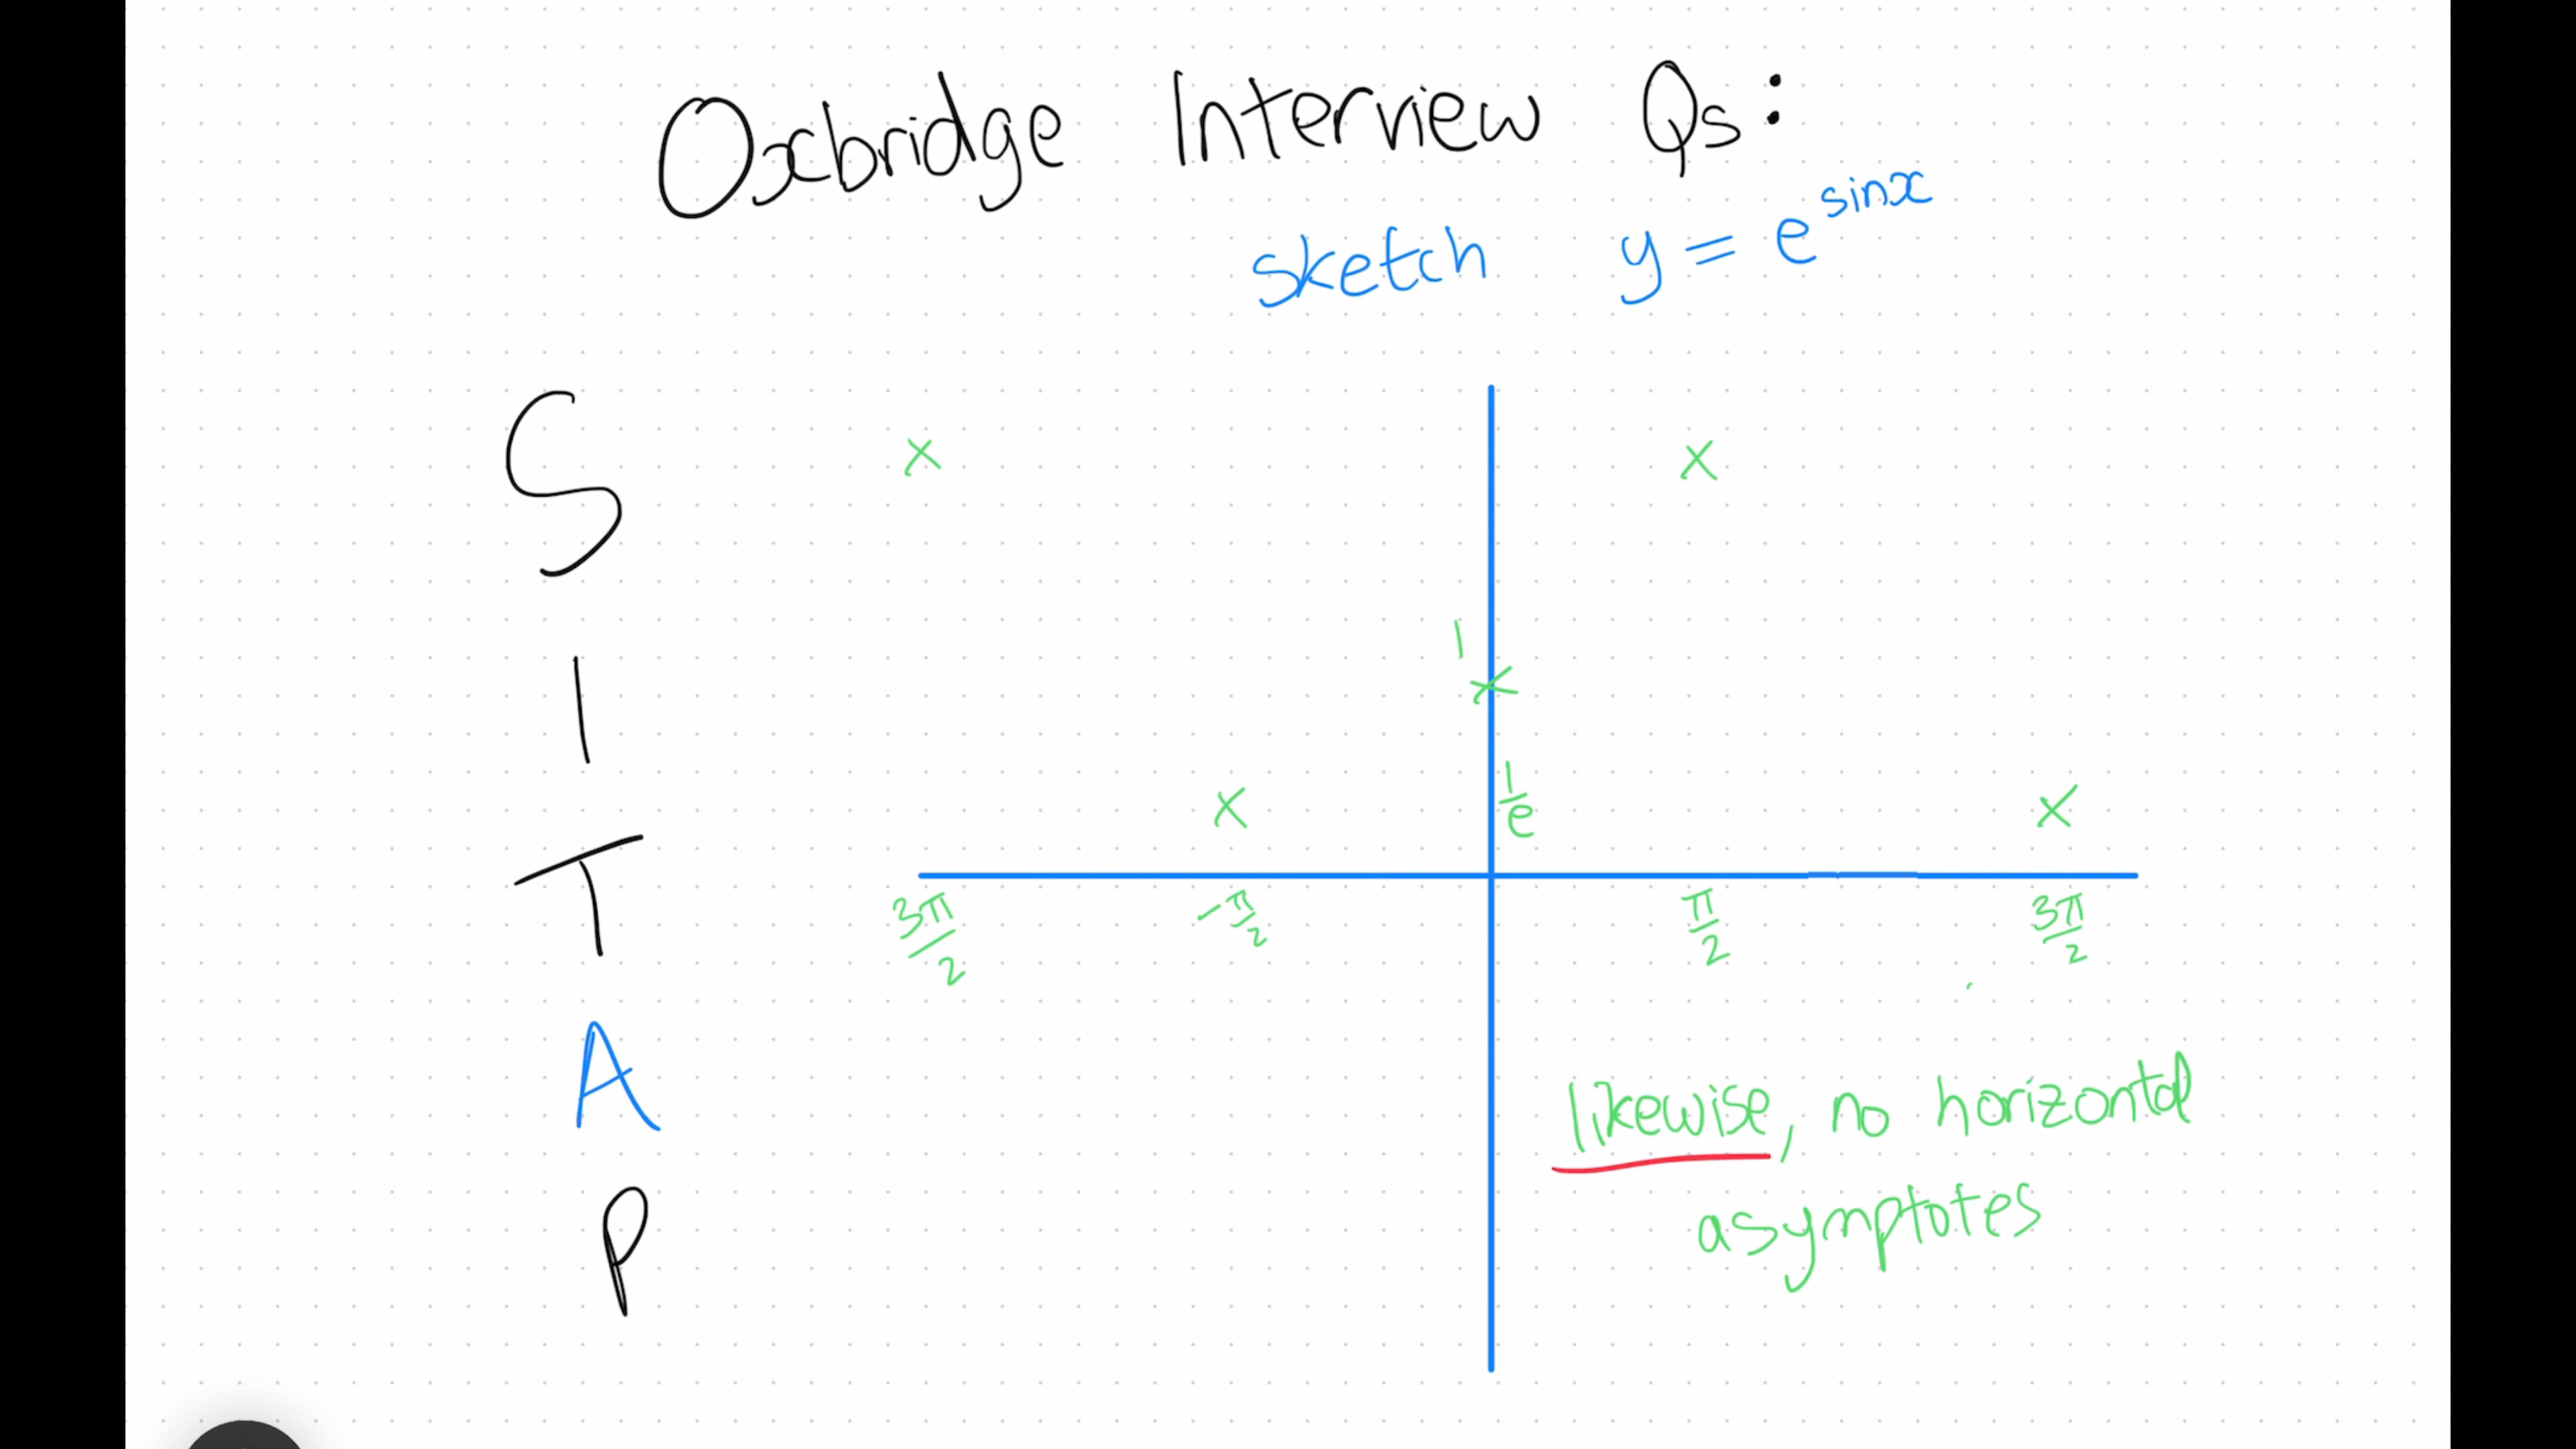 Oxbridge Interview Qs:
sketch y = e^sinx
S
x x
I
1
x
T
x 1/e x x
3π/2 -π/2 π/2 3π/2
A
likewise, no horizontal
asymptotes
P